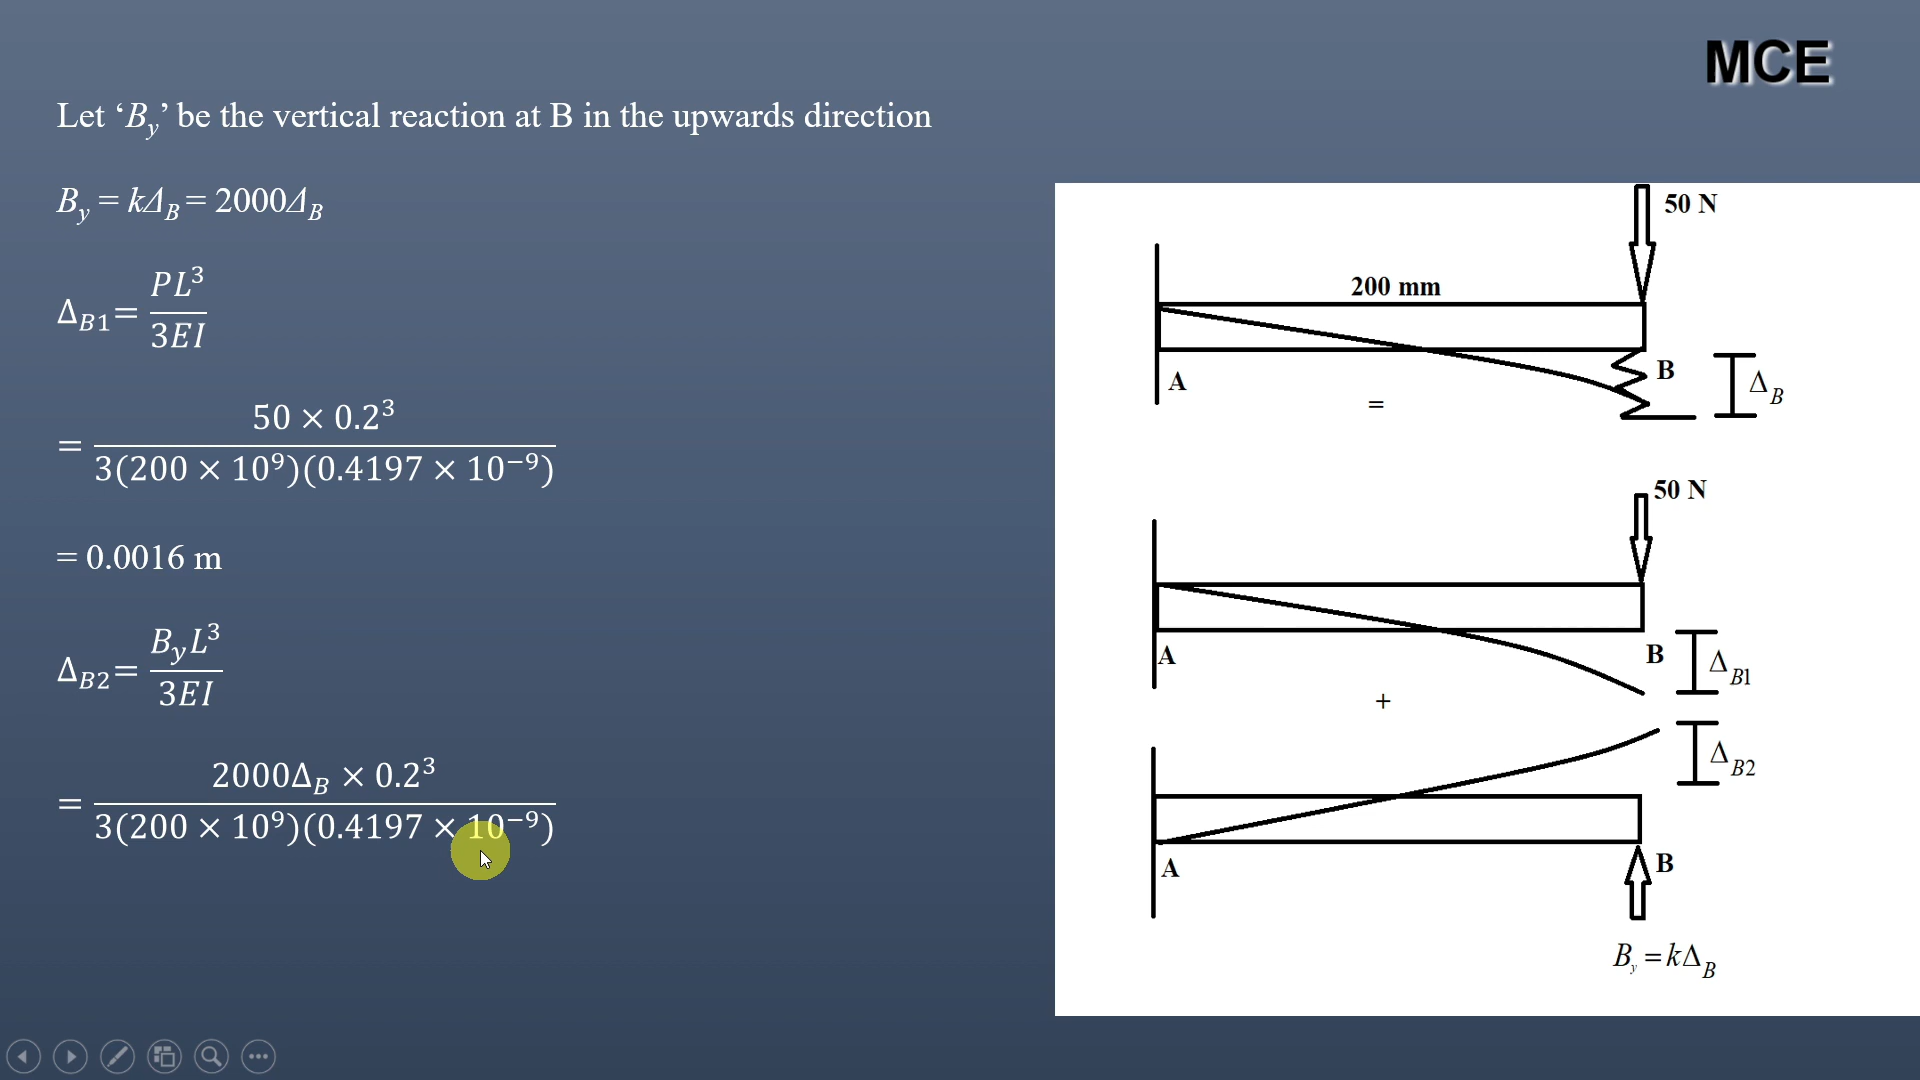 MCE
Let ‘B_y’ be the vertical reaction at B in the upwards direction
B_y = kΔ_B = 2000Δ_B
Δ_B1 = PL³ / 3EI
= 50 × 0.2³ / 3(200 × 10⁹)(0.4197 × 10⁻⁹)
= 0.0016 m
Δ_B2 = B_yL³ / 3EI
= 2000Δ_B × 0.2³ / 3(200 × 10⁹)(0.4197 × 10⁻⁹)
50 N
200 mm
A
B
Δ_B
=
50 N
A
B
Δ_B1
+
Δ_B2
A
B
B_y = kΔ_B